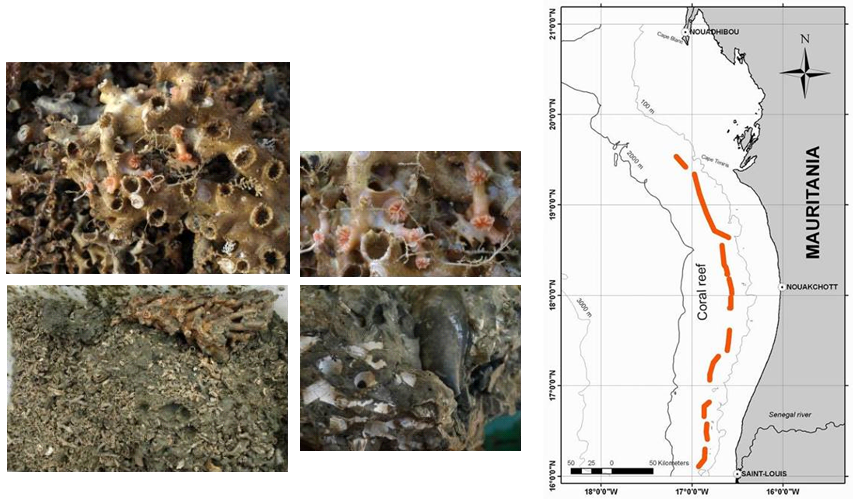 21°0'0"N
20°0'0"N
19°0'0"N
18°0'0"N
17°0'0"N
16°0'0"N
Cape Blanc
NOUADHIBOU
N
100 m
2000 m
Cape Timiris
MAURITANIA
Coral reef
NOUAKCHOTT
3000 m
Senegal river
50 25 0 50 Kilometers
SAINT-LOUIS
18°0'0"W 17°0'0"W 16°0'0"W